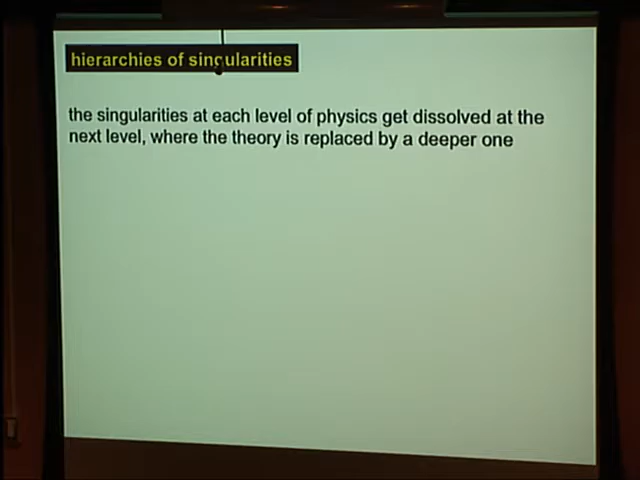 hierarchies of singularities
the singularities at each level of physics get dissolved at the
next level, where the theory is replaced by a deeper one